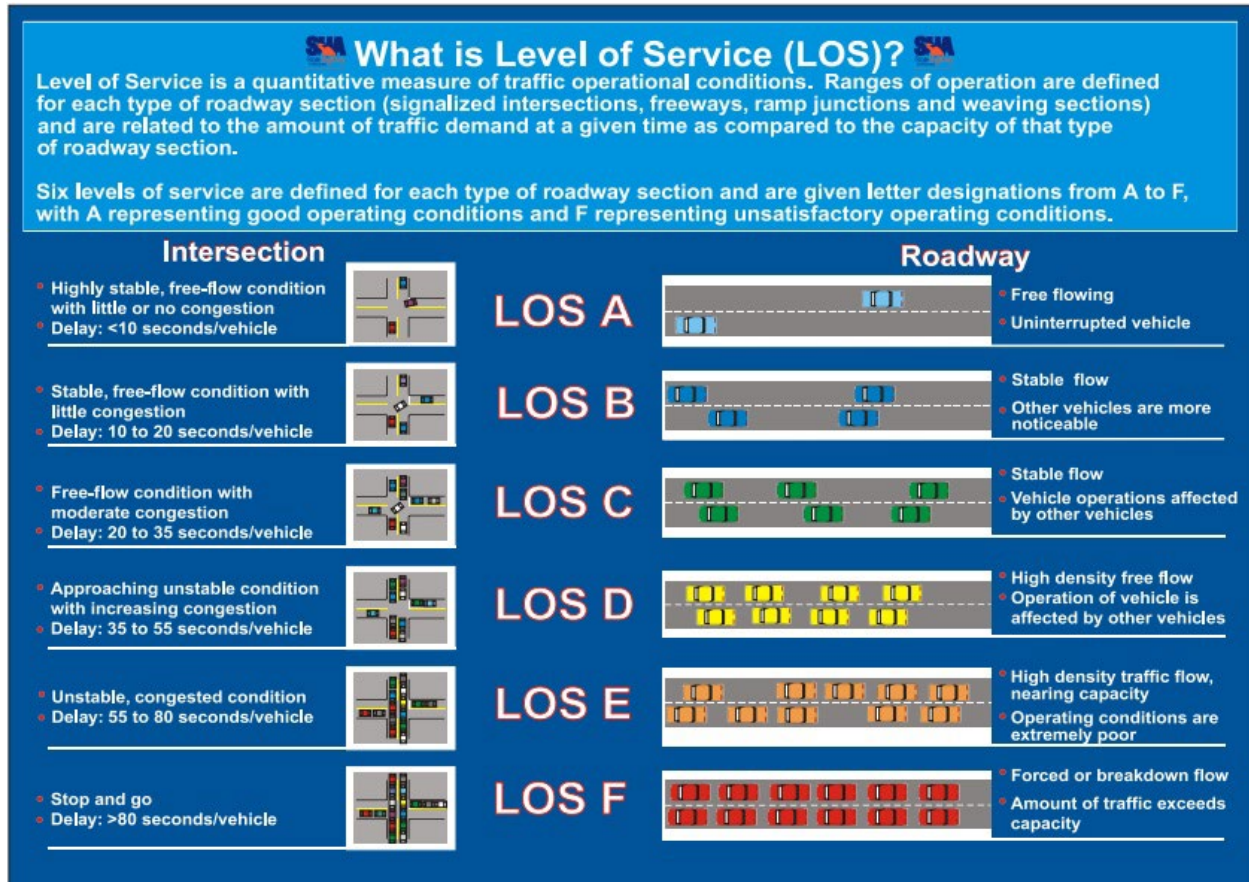 SHA What is Level of Service (LOS)? SHA
Level of Service is a quantitative measure of traffic operational conditions. Ranges of operation are defined
for each type of roadway section (signalized intersections, freeways, ramp junctions and weaving sections)
and are related to the amount of traffic demand at a given time as compared to the capacity of that type
of roadway section.
Six levels of service are defined for each type of roadway section and are given letter designations from A to F,
with A representing good operating conditions and F representing unsatisfactory operating conditions.
Intersection
Roadway
Highly stable, free-flow condition
with little or no congestion
Delay: <10 seconds/vehicle
LOS A
Free flowing
Uninterrupted vehicle
Stable, free-flow condition with
little congestion
Delay: 10 to 20 seconds/vehicle
LOS B
Stable flow
Other vehicles are more
noticeable
Free-flow condition with
moderate congestion
Delay: 20 to 35 seconds/vehicle
LOS C
Stable flow
Vehicle operations affected
by other vehicles
Approaching unstable condition
with increasing congestion
Delay: 35 to 55 seconds/vehicle
LOS D
High density free flow
Operation of vehicle is
affected by other vehicles
Unstable, congested condition
Delay: 55 to 80 seconds/vehicle
LOS E
High density traffic flow,
nearing capacity
Operating conditions are
extremely poor
Stop and go
Delay: >80 seconds/vehicle
LOS F
Forced or breakdown flow
Amount of traffic exceeds
capacity